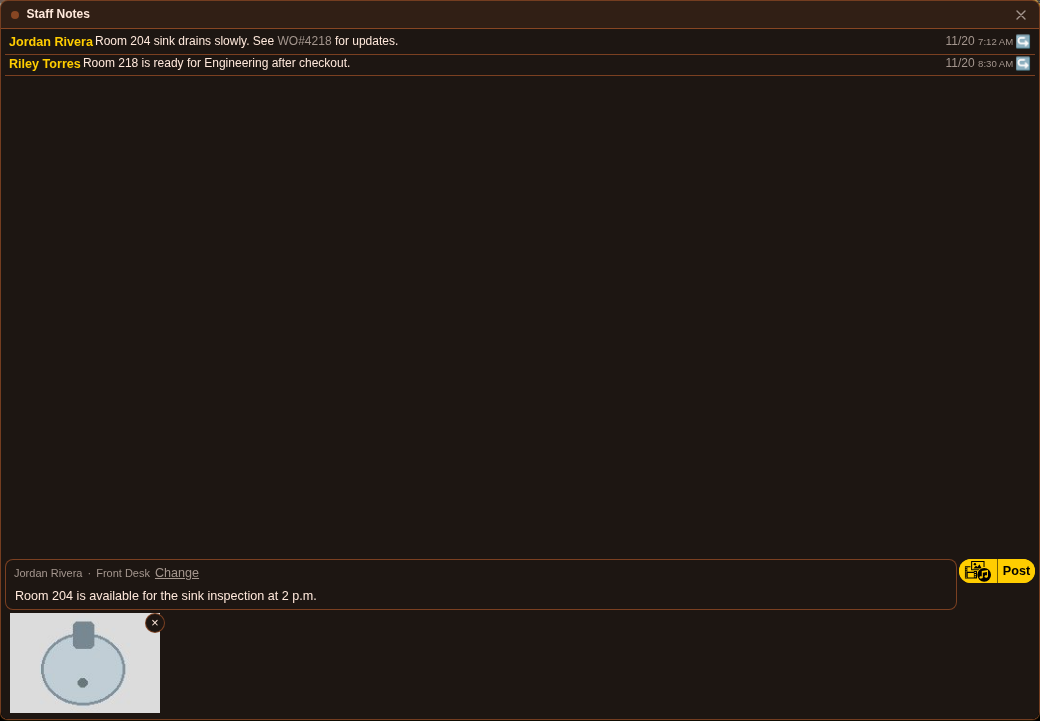 Staff Notes
Jordan Rivera Room 204 sink drains slowly. See WO#4218 for updates. 11/20 7:12 AM
Riley Torres Room 218 is ready for Engineering after checkout. 11/20 8:30 AM
Jordan Rivera · Front Desk Change
Post
Room 204 is available for the sink inspection at 2 p.m.